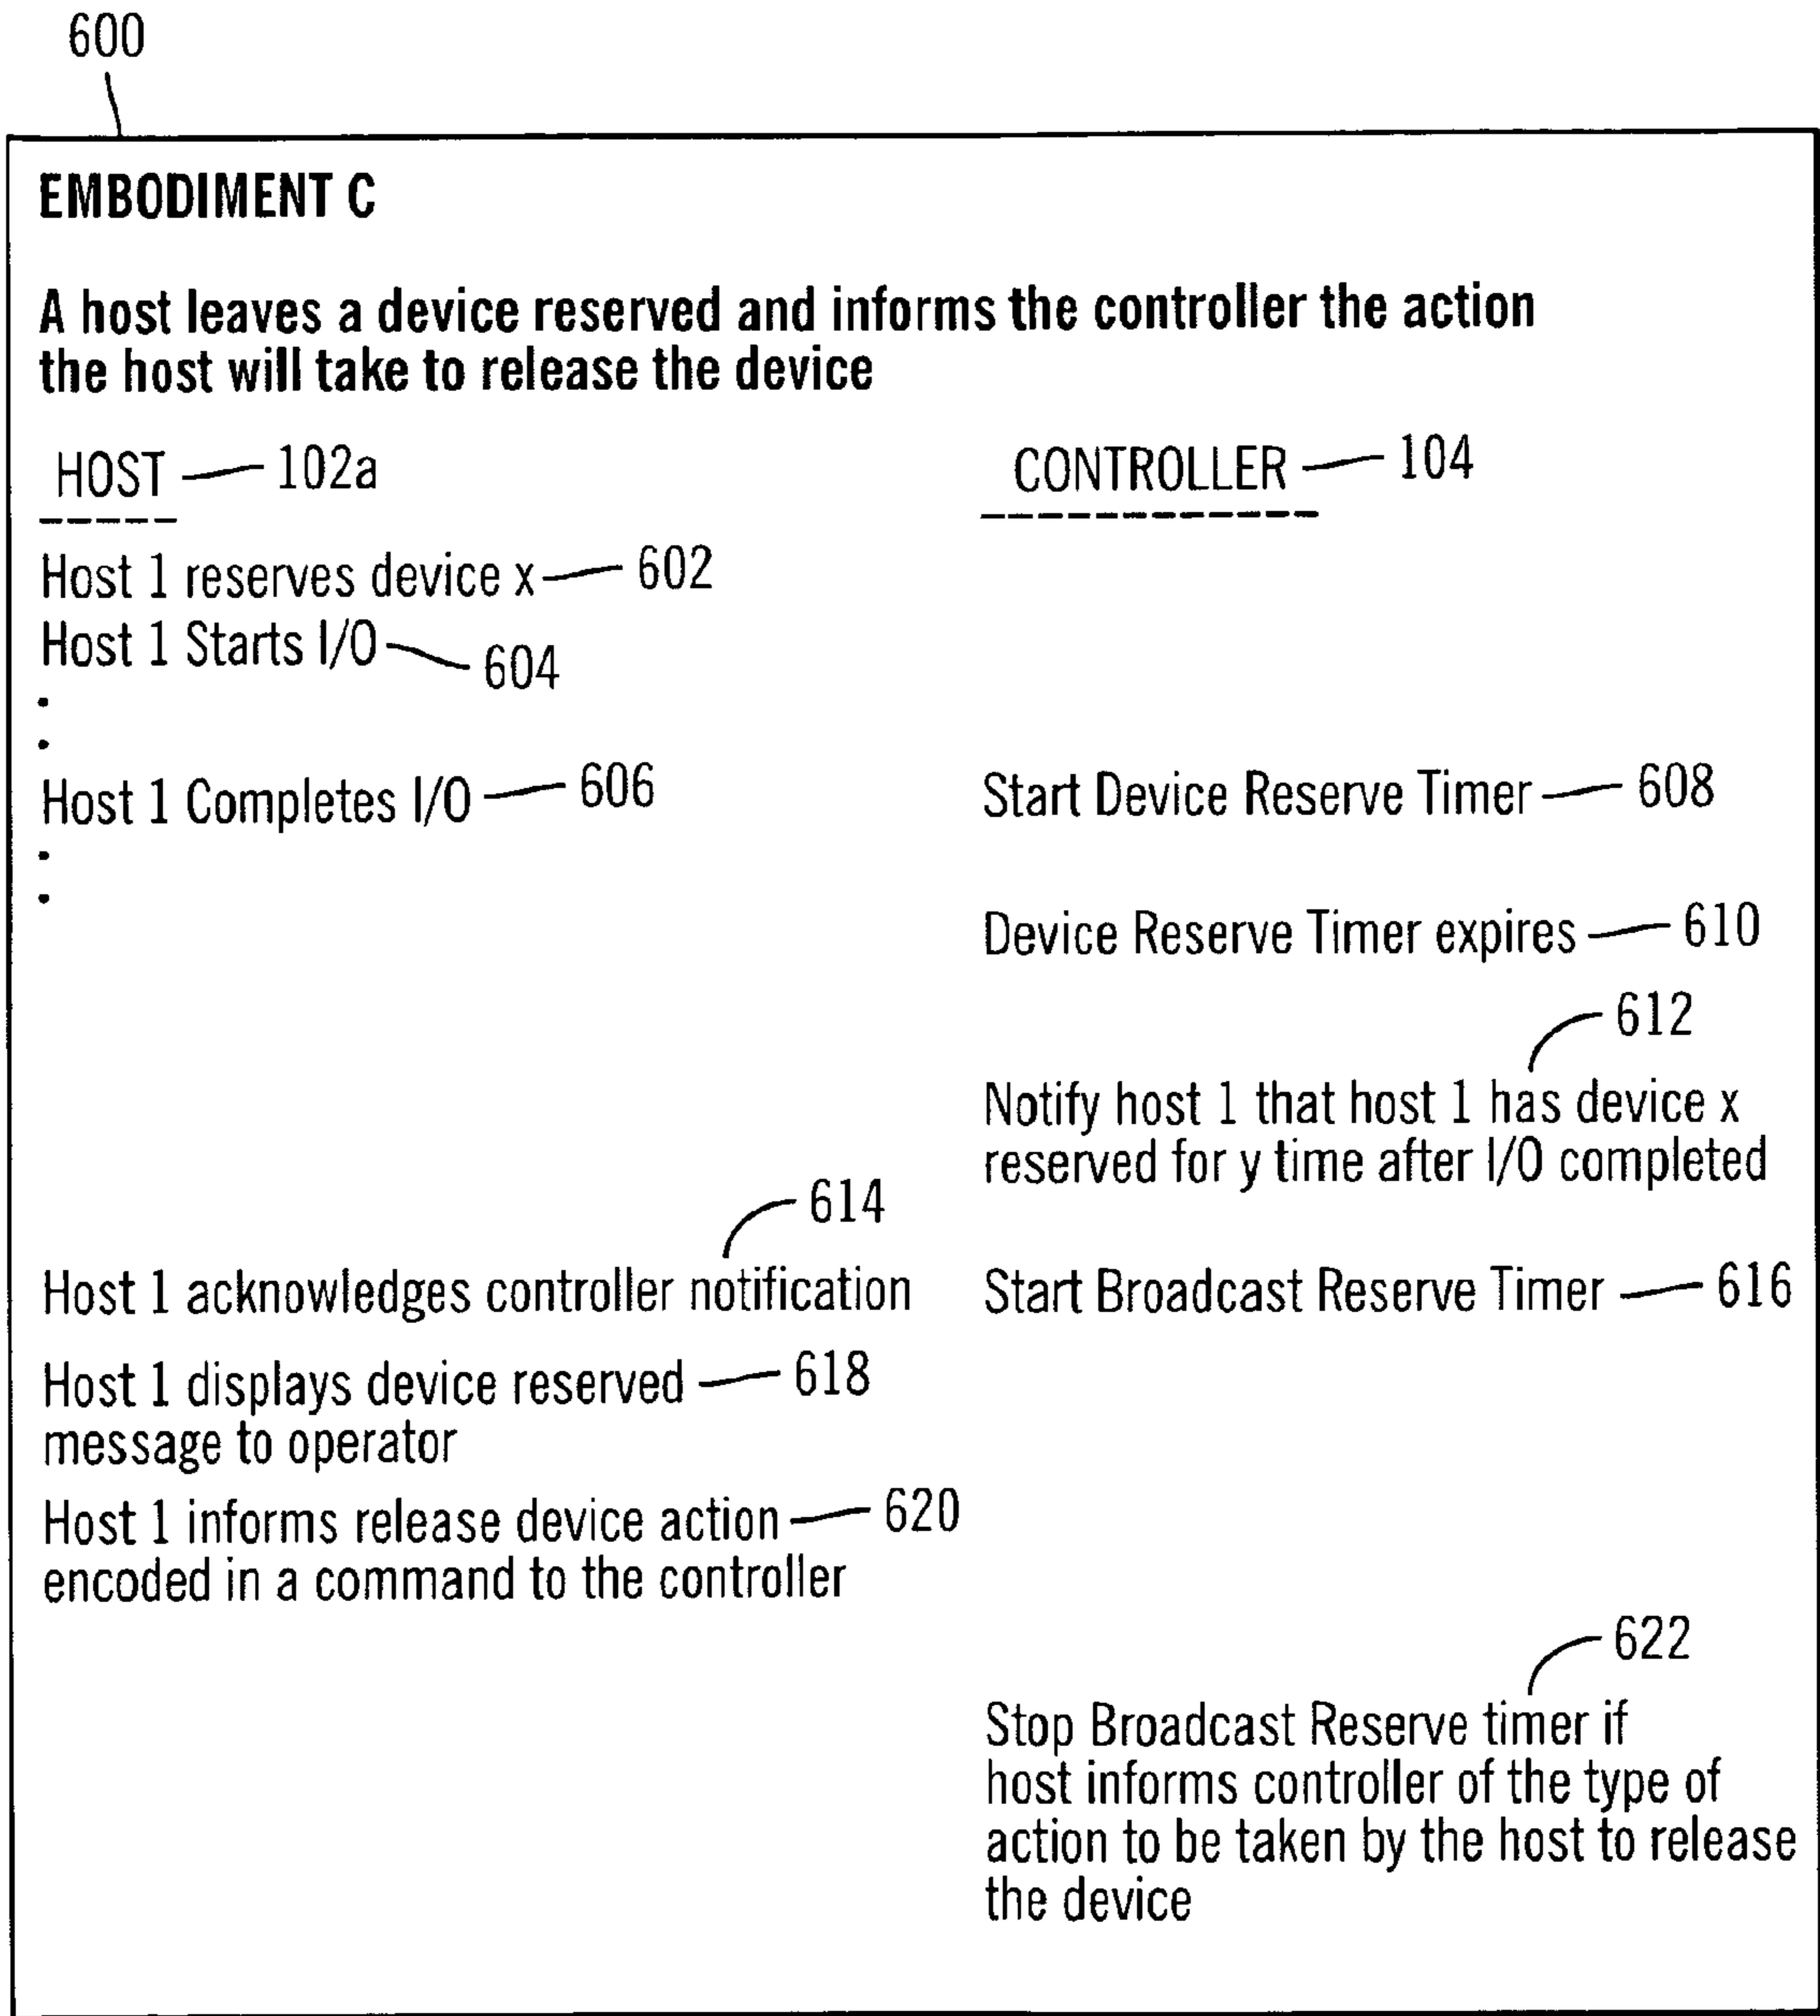 600
EMBODIMENT C
A host leaves a device reserved and informs the controller the action
the host will take to release the device
HOST 102a
CONTROLLER 104
Host 1 reserves device x 602
Host 1 Starts I/O 604
.
.
Host 1 Completes I/O 606
Start Device Reserve Timer 608
.
.
Device Reserve Timer expires 610
612
Notify host 1 that host 1 has device x
reserved for y time after I/O completed
614
Host 1 acknowledges controller notification
Start Broadcast Reserve Timer 616
Host 1 displays device reserved 618
message to operator
Host 1 informs release device action 620
encoded in a command to the controller
622
Stop Broadcast Reserve timer if
host informs controller of the type of
action to be taken by the host to release
the device